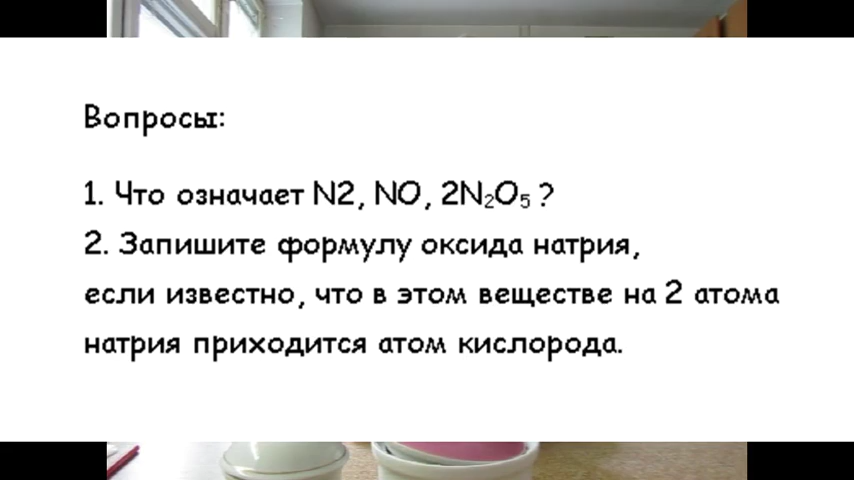 Вопросы:
1. Что означает N2, NO, 2N₂O₅ ?
2. Запишите формулу оксида натрия,
если известно, что в этом веществе на 2 атома
натрия приходится атом кислорода.